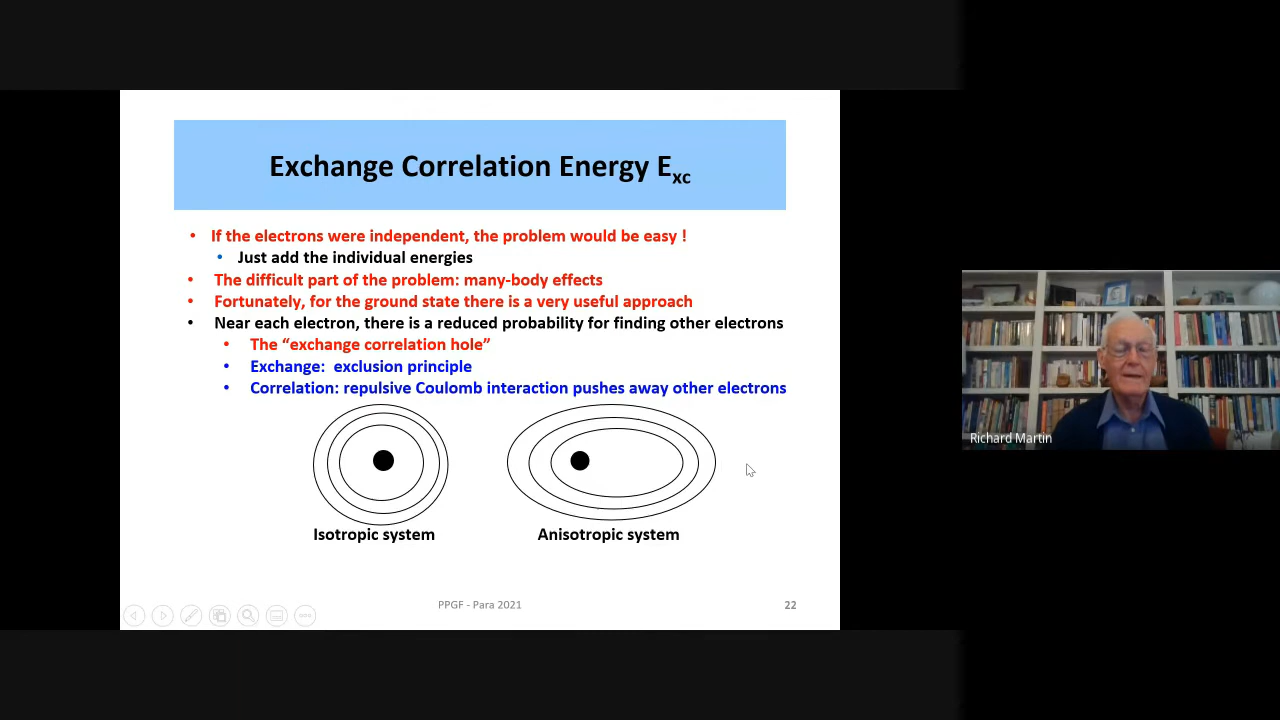 Exchange Correlation Energy Exc
• If the electrons were independent, the problem would be easy !
• Just add the individual energies
• The difficult part of the problem: many-body effects
• Fortunately, for the ground state there is a very useful approach
• Near each electron, there is a reduced probability for finding other electrons
• The “exchange correlation hole”
• Exchange: exclusion principle
• Correlation: repulsive Coulomb interaction pushes away other electrons
Isotropic system
Anisotropic system
PPGF - Para 2021
22
Richard Martin